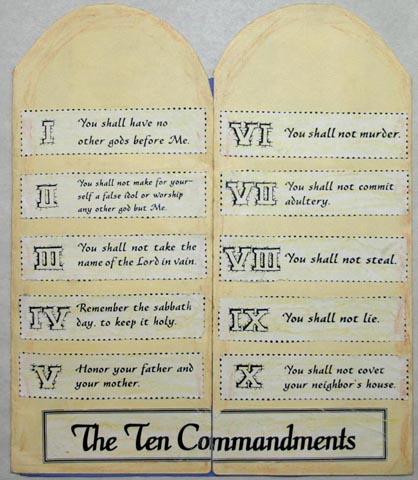 I
You shall have no
other gods before Me.
II
You shall not make for your-
self a false idol or worship
any other god but Me.
III
You shall not take the
name of the Lord in vain.
IV
Remember the sabbath
day, to keep it holy.
V
Honor your father and
your mother.
VI
You shall not murder.
VII
You shall not commit
adultery.
VIII
You shall not steal.
IX
You shall not lie.
X
You shall not covet
your neighbor's house.
The Ten Commandments